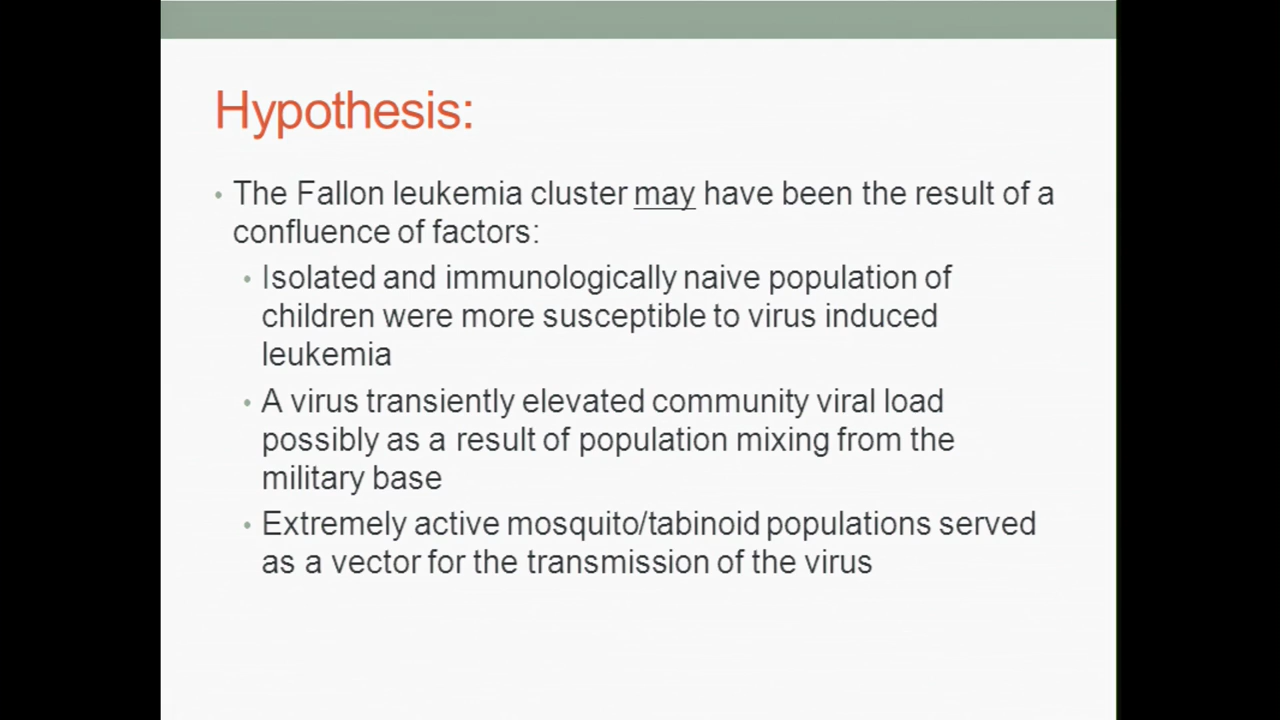 Hypothesis:
• The Fallon leukemia cluster may have been the result of a
confluence of factors:
• Isolated and immunologically naive population of
children were more susceptible to virus induced
leukemia
• A virus transiently elevated community viral load
possibly as a result of population mixing from the
military base
• Extremely active mosquito/tabinoid populations served
as a vector for the transmission of the virus